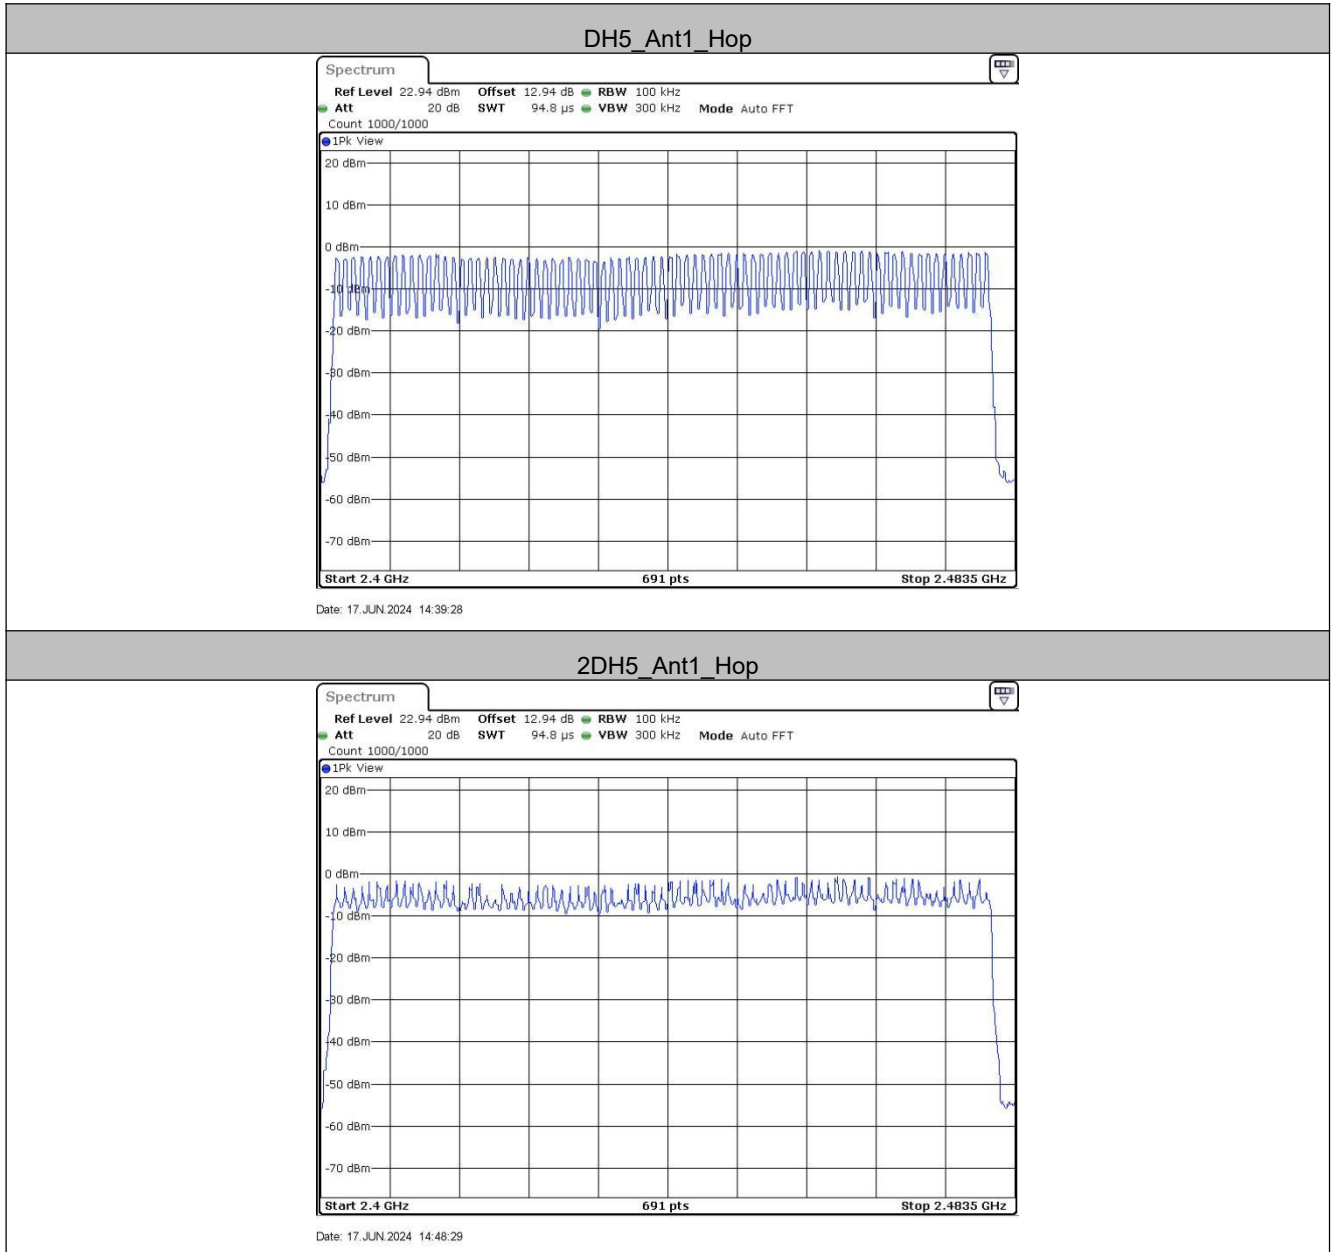 DH5_Ant1_Hop
Spectrum
Ref Level 22.94 dBm Offset 12.94 dB RBW 100 kHz
Att 20 dB SWT 94.8 µs VBW 300 kHz Mode Auto FFT
Count 1000/1000
1Pk View
20 dBm
10 dBm
0 dBm
-10 dBm
-20 dBm
-30 dBm
-40 dBm
-50 dBm
-60 dBm
-70 dBm
Start 2.4 GHz 691 pts Stop 2.4835 GHz
Date: 17.JUN.2024 14:39:28
2DH5_Ant1_Hop
Spectrum
Ref Level 22.94 dBm Offset 12.94 dB RBW 100 kHz
Att 20 dB SWT 94.8 µs VBW 300 kHz Mode Auto FFT
Count 1000/1000
1Pk View
20 dBm
10 dBm
0 dBm
-10 dBm
-20 dBm
-30 dBm
-40 dBm
-50 dBm
-60 dBm
-70 dBm
Start 2.4 GHz 691 pts Stop 2.4835 GHz
Date: 17.JUN.2024 14:48:29